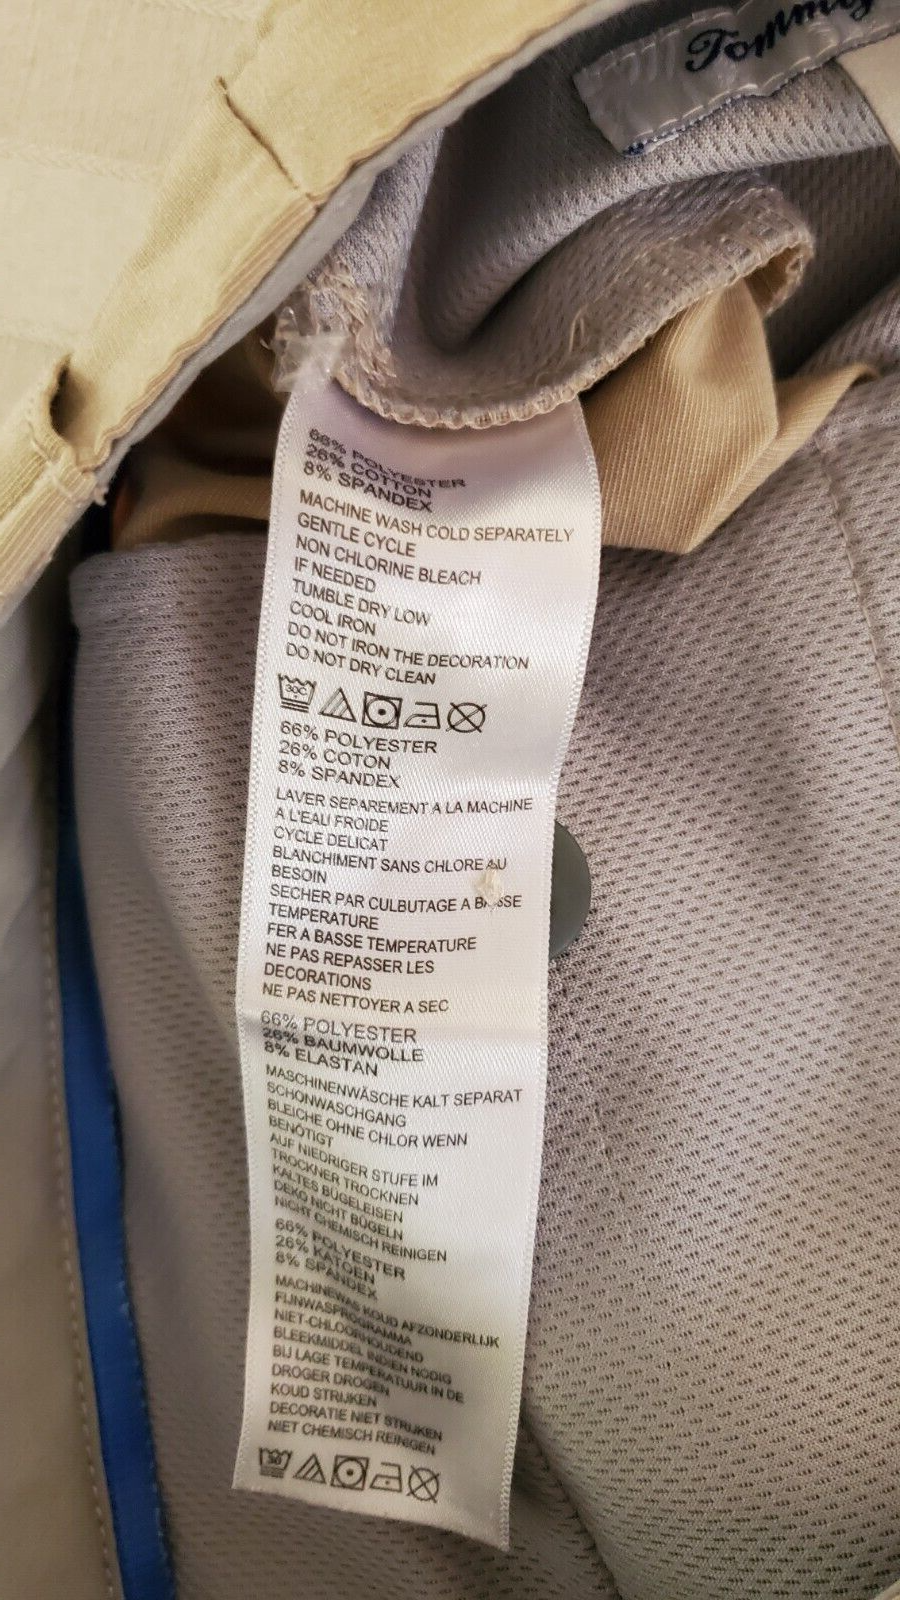 Tommy
66% POLYESTER
26% COTTON
8% SPANDEX
MACHINE WASH COLD SEPARATELY
GENTLE CYCLE
NON CHLORINE BLEACH
IF NEEDED
TUMBLE DRY LOW
COOL IRON
DO NOT IRON THE DECORATION
DO NOT DRY CLEAN
30C
66% POLYESTER
26% COTON
8% SPANDEX
LAVER SEPAREMENT A LA MACHINE
A L'EAU FROIDE
CYCLE DELICAT
BLANCHIMENT SANS CHLORE AU
BESOIN
SECHER PAR CULBUTAGE A BASSE
TEMPERATURE
FER A BASSE TEMPERATURE
NE PAS REPASSER LES
DECORATIONS
NE PAS NETTOYER A SEC
66% POLYESTER
26% BAUMWOLLE
8% ELASTAN
MASCHINENWÄSCHE KALT SEPARAT
SCHONWASCHGANG
BLEICHE OHNE CHLOR WENN
BENÖTIGT
AUF NIEDRIGER STUFE IM
TROCKNER TROCKNEN
KALTES BÜGELEISEN
DEKO NICHT BÜGELN
NICHT CHEMISCH REINIGEN
66% POLYESTER
26% KATOEN
8% SPANDEX
MACHINEWAS KOUD AFZONDERLIJK
FIJNWASPROGRAMMA
NIET-CHLOORHOUDEND
BLEEKMIDDEL INDIEN NODIG
BIJ LAGE TEMPERATUUR IN DE
DROGER DROGEN
KOUD STRIJKEN
DECORATIE NIET STRIJKEN
NIET CHEMISCH REINIGEN
30